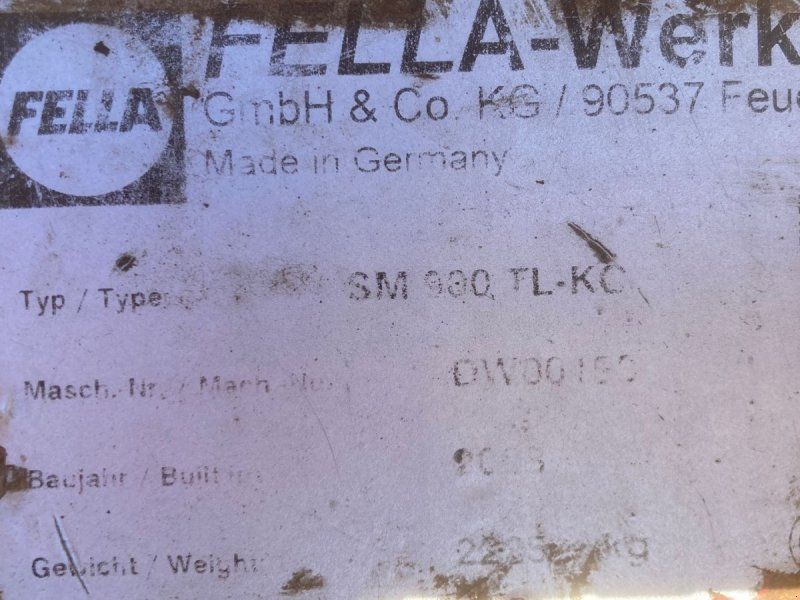 FELLA
FELLA-Werk
GmbH & Co. KG / 90537 Feu
Made in Germany
Typ / Type SM 930 TL-KC
Masch. Nr. / Mach.-No.
Baujahr / Built in
Gewicht / Weight kg